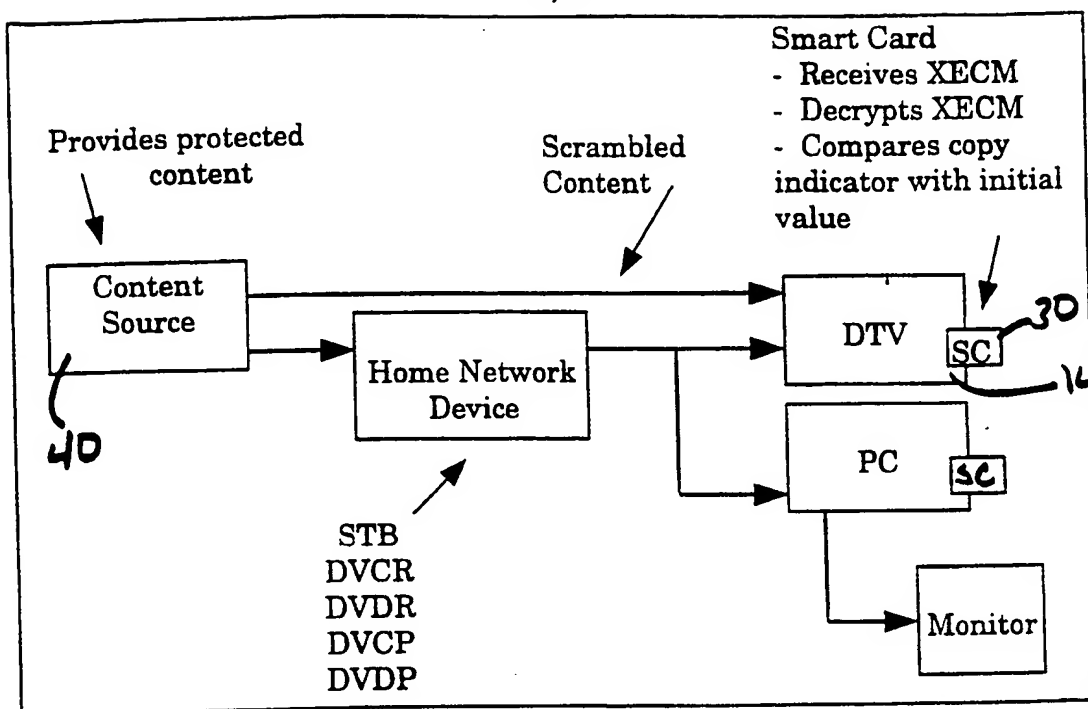 Smart Card
- Receives XECM
- Decrypts XECM
- Compares copy
indicator with initial
value
Provides protected
content
Scrambled
Content
Content
Source
40
Home Network
Device
DTV
SC
30
PC
SC
STB
DVCR
DVDR
DVCP
DVDP
Monitor